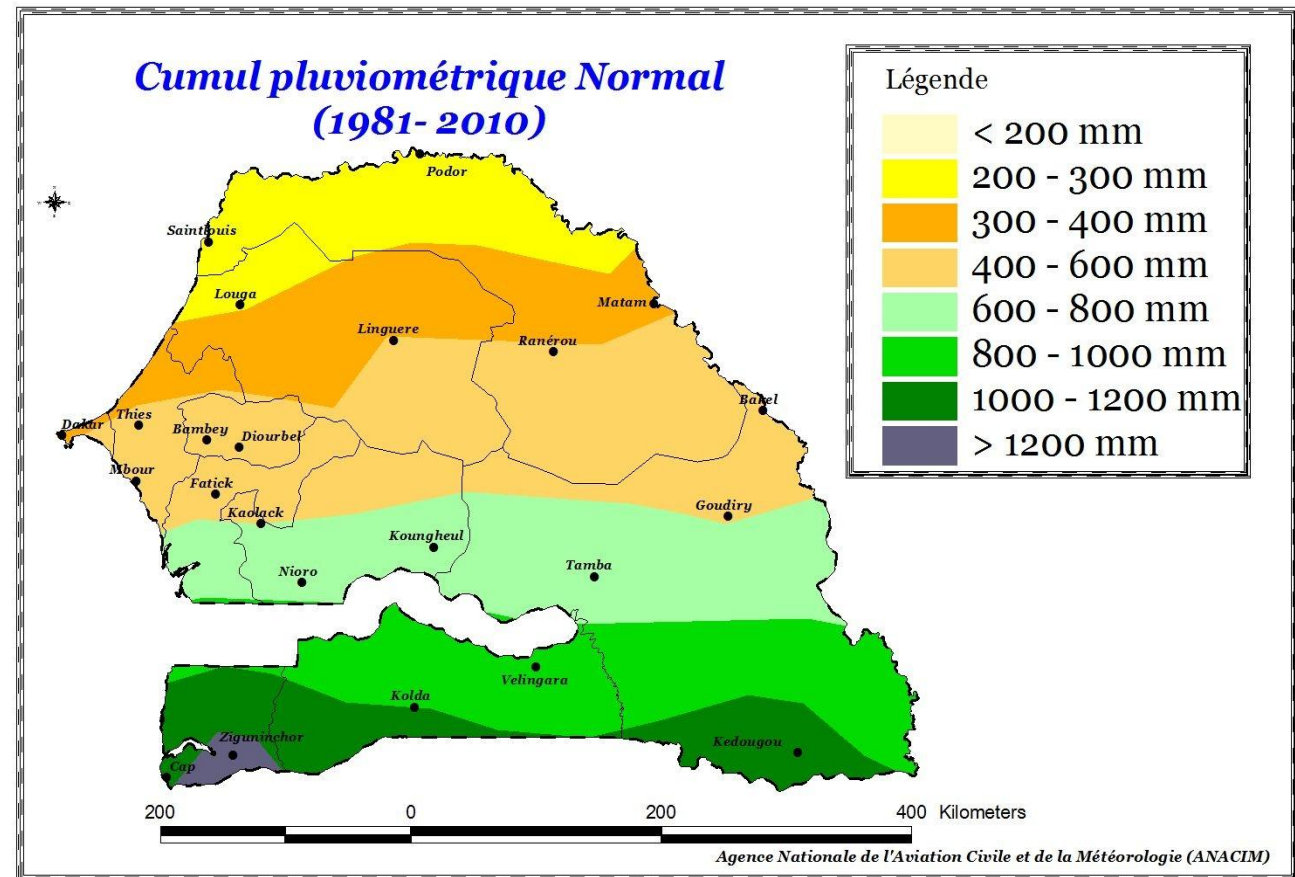 Cumul pluviométrique Normal
(1981- 2010)
Légende
< 200 mm
200 - 300 mm
300 - 400 mm
400 - 600 mm
600 - 800 mm
800 - 1000 mm
1000 - 1200 mm
> 1200 mm
Podor
Saintlouis
Louga
Matam
Linguere
Ranérou
Bakel
Dakar
Thies
Bambey
Diourbel
Mbour
Fatick
Kaolack
Goudiry
Koungheul
Nioro
Tamba
Velingara
Kolda
Ziguninchor
Kedougou
Cap
200 0 200 400 Kilometers
Agence Nationale de l'Aviation Civile et de la Météorologie (ANACIM)